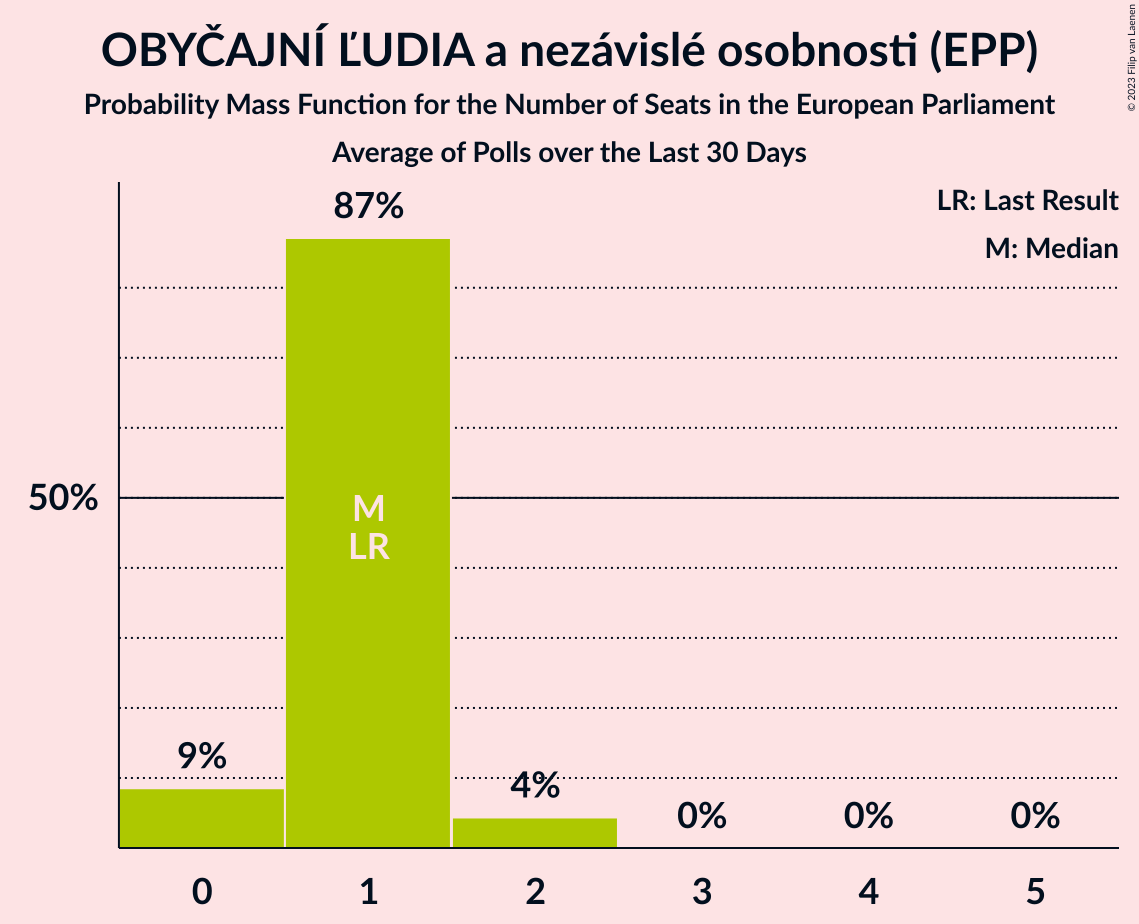 OBYČAJNÍ ĽUDIA a nezávislé osobnosti (EPP)
Probability Mass Function for the Number of Seats in the European Parliament
Average of Polls over the Last 30 Days
© 2023 Filip van Laenen
LR: Last Result
M: Median
87%
50%
M
LR
9%
4%
0%
0%
0%
0
1
2
3
4
5